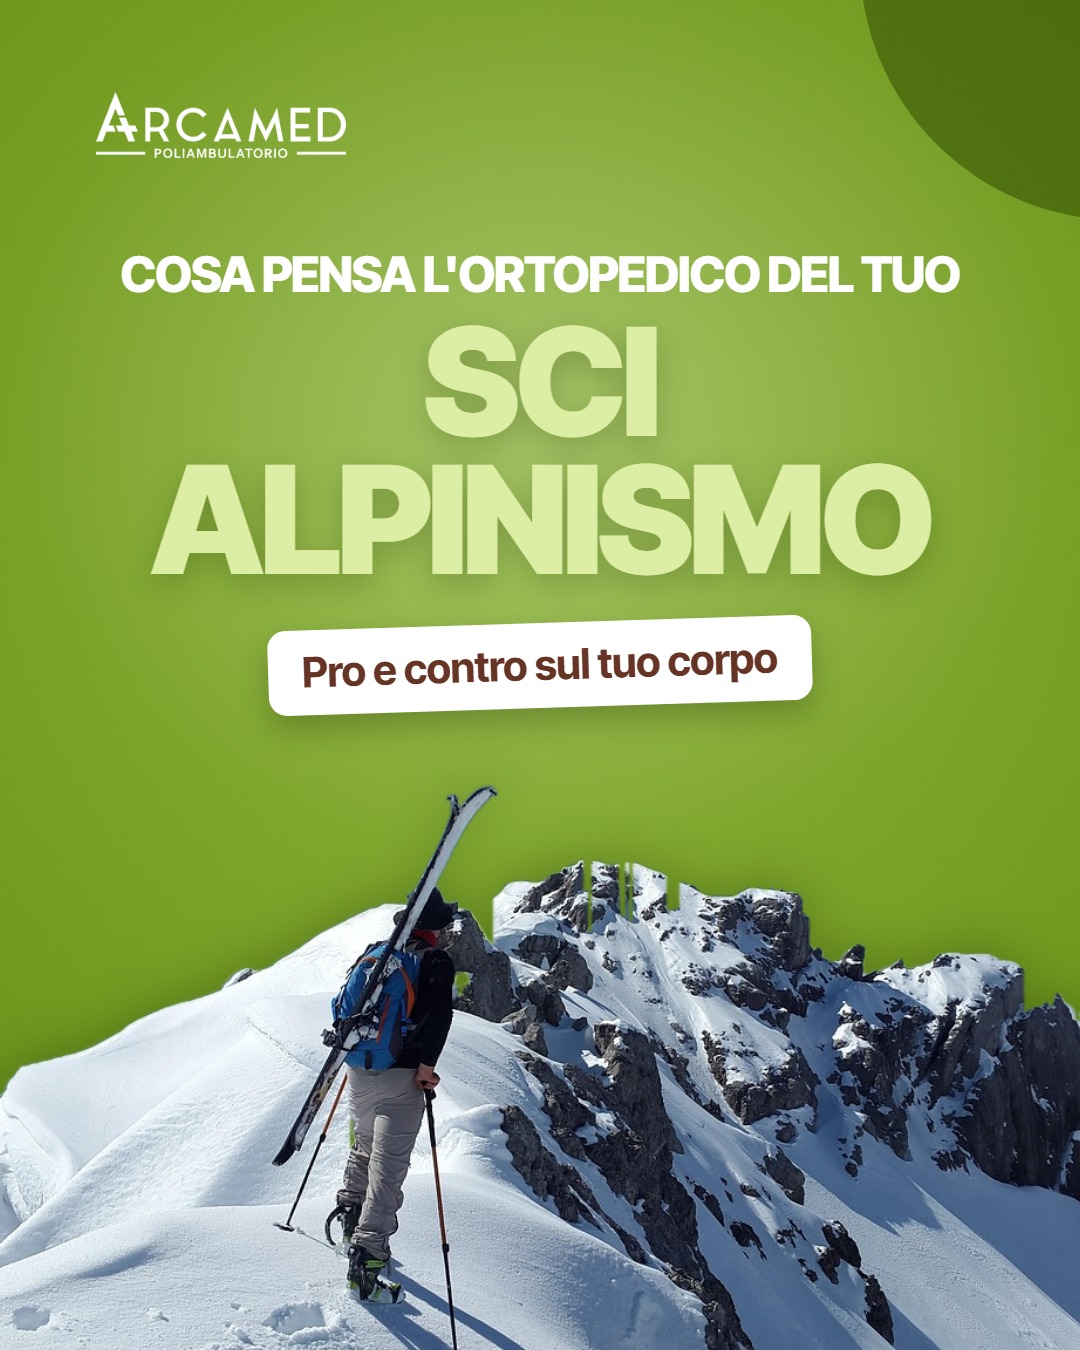 ARCAMED
POLIAMBULATORIO
COSA PENSA L'ORTOPEDICO DEL TUO
SCI
ALPINISMO
Pro e contro sul tuo corpo